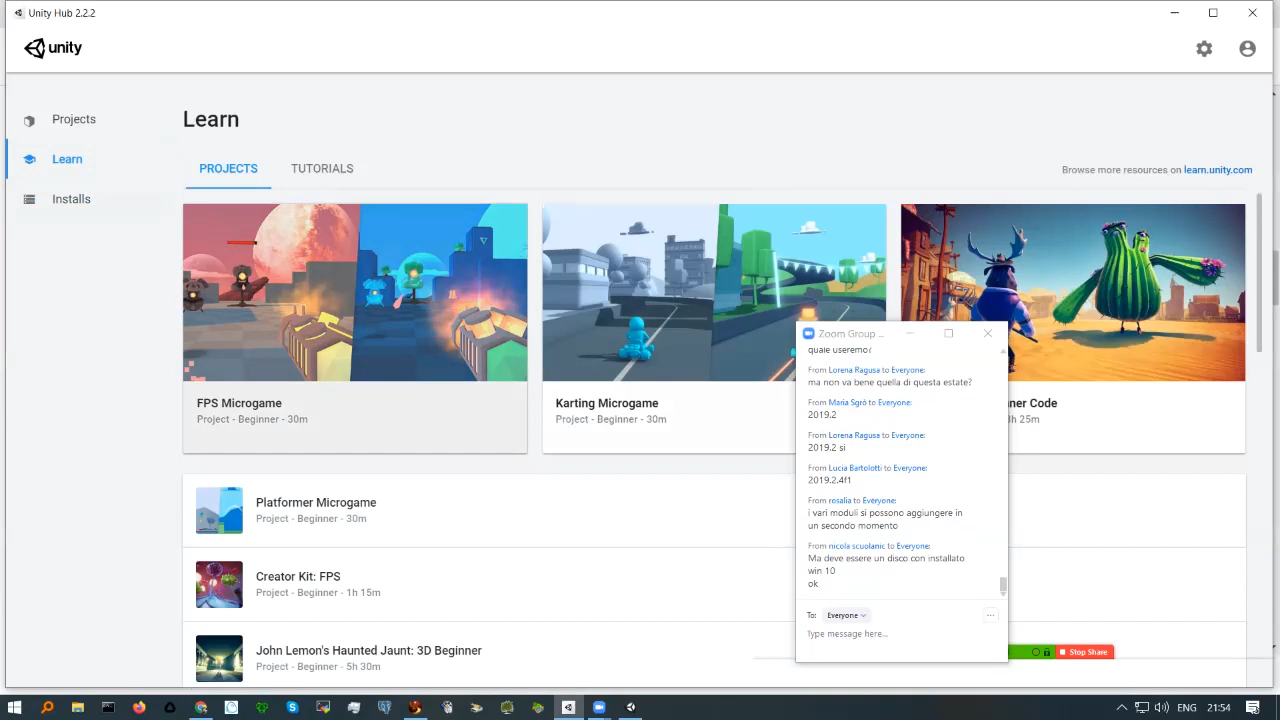 Unity Hub 2.2.2
unity
Projects
Learn
Installs
Learn
PROJECTS
TUTORIALS
Browse more resources on learn.unity.com
FPS Microgame
Project - Beginner - 30m
Karting Microgame
Project - Beginner - 30m
ner Code
3h 25m
Platformer Microgame
Project - Beginner - 30m
Creator Kit: FPS
Project - Beginner - 1h 15m
John Lemon's Haunted Jaunt: 3D Beginner
Project - Beginner - 5h 30m
Zoom Group ...
quale useremo?
From Lorena Ragusa to Everyone:
ma non va bene quella di questa estate?
From Maria Sgrò to Everyone:
2019.2
From Lorena Ragusa to Everyone:
2019.2 si
From Lucia Bartolotti to Everyone:
2019.2.4f1
From rosalia to Everyone:
i vari moduli si possono aggiungere in
un secondo momento
From nicola scuolanic to Everyone:
Ma deve essere un disco con installato
win 10
ok
To: Everyone
Type message here...
Stop Share
ENG
21:54